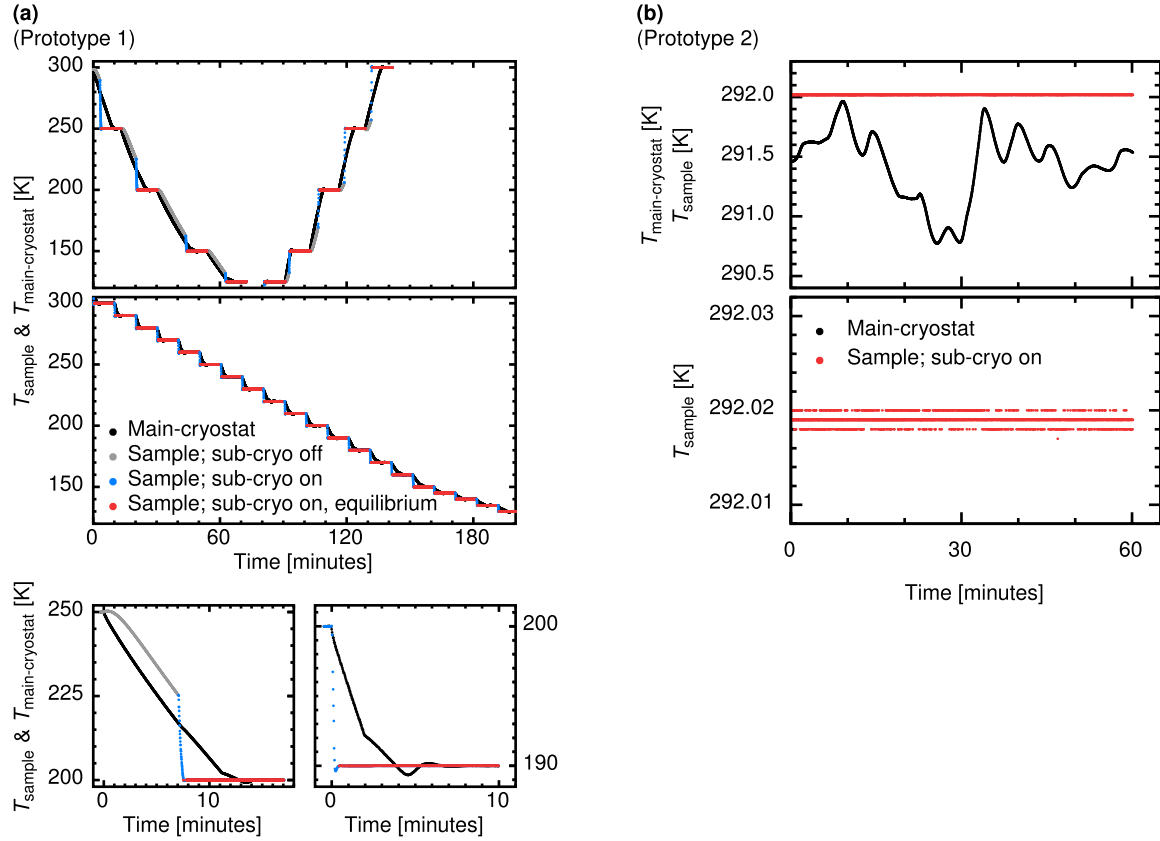 (a)
(Prototype 1)
300
250
200
150
300
250
200
150
T_sample & T_main-cryostat [K]
Main-cryostat
Sample; sub-cryo off
Sample; sub-cryo on
Sample; sub-cryo on, equilibrium
0 60 120 180
Time [minutes]
250
225
200
T_sample & T_main-cryostat [K]
0 10
Time [minutes]
200
190
0 10
Time [minutes]
(b)
(Prototype 2)
T_main-cryostat [K]
T_sample [K]
292.0
291.5
291.0
290.5
Main-cryostat
Sample; sub-cryo on
T_sample [K]
292.03
292.02
292.01
0 30 60
Time [minutes]